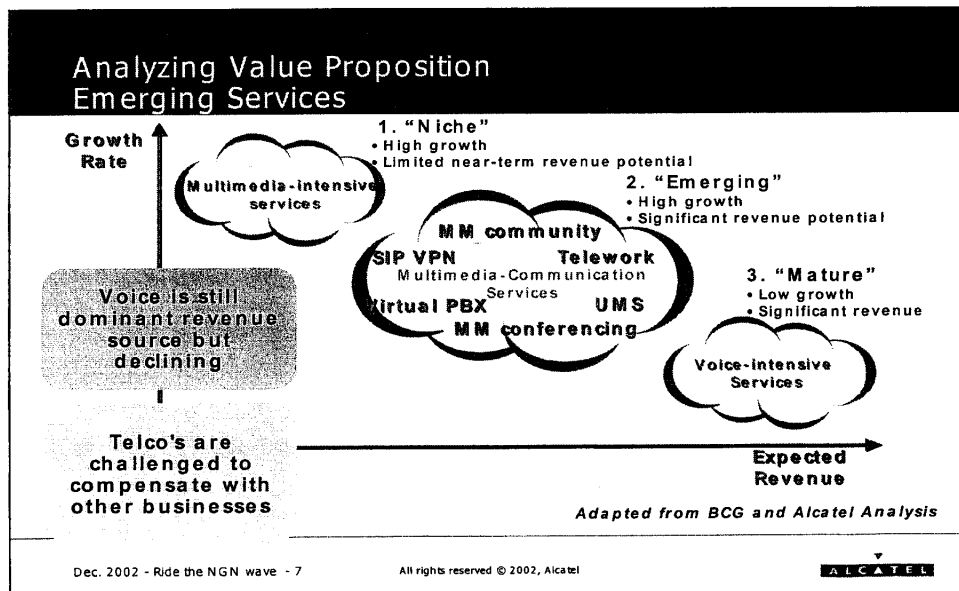 Analyzing Value Proposition
Emerging Services
Growth
Rate
1. "Niche"
• High growth
• Limited near-term revenue potential
Multimedia-intensive
services
2. "Emerging"
• High growth
• Significant revenue potential
MM community
SIP VPN
Telework
Multimedia-Communication
Services
Virtual PBX
UMS
MM conferencing
3. "Mature"
• Low growth
• Significant revenue
Voice-intensive
Services
Voice is still
dominant revenue
source but
declining
Telco's are
challenged to
compensate with
other businesses
Expected
Revenue
Adapted from BCG and Alcatel Analysis
Dec. 2002 - Ride the NGN wave - 7
All rights reserved © 2002, Alcatel
ALCATEL